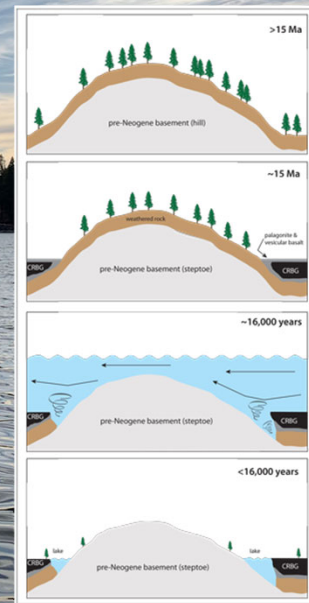 >15 Ma
pre-Neogene basement (hill)
~15 Ma
weathered rock
palagonite &
vesicular basalt
CRBG
CRBG
pre-Neogene basement (steptoe)
~16,000 years
CRBG
CRBG
pre-Neogene basement (steptoe)
<16,000 years
lake
lake
CRBG
CRBG
pre-Neogene basement (steptoe)